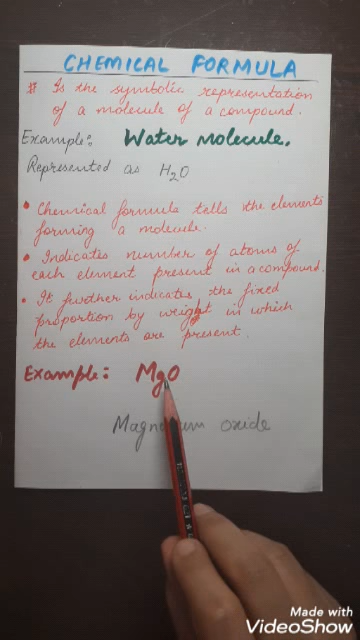 CHEMICAL FORMULA
# Is the symbolic representation
of a molecule of a compound.
Example:- Water Molecule.
Represented as H₂O
• Chemical formula tells the elements
forming a molecule.
• Indicates number of atoms of
each element present in a compound.
• It further indicates the fixed
proportion by weight in which
the elements are present.
Example: MgO
oxide
Made with
VideoShow